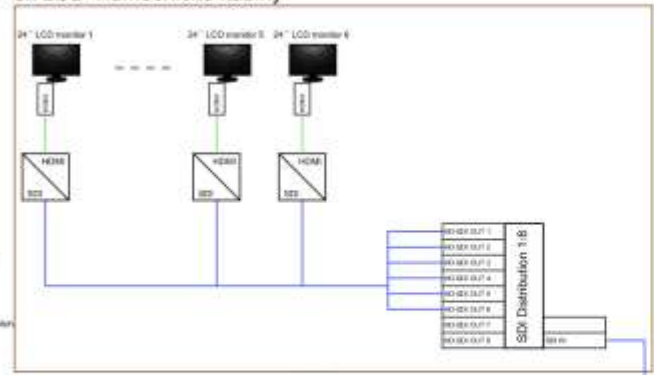 24" LCD monitor 1
24" LCD monitor 5
24" LCD monitor 6
HDMI
HDMI
HDMI
HDMI
SDI
HDMI
SDI
HDMI
SDI
HD-SDI OUT 1
HD-SDI OUT 2
HD-SDI OUT 3
HD-SDI OUT 4
HD-SDI OUT 5
HD-SDI OUT 6
HD-SDI OUT 7
HD-SDI OUT 8
SDI Distribution 1:8
SDI IN